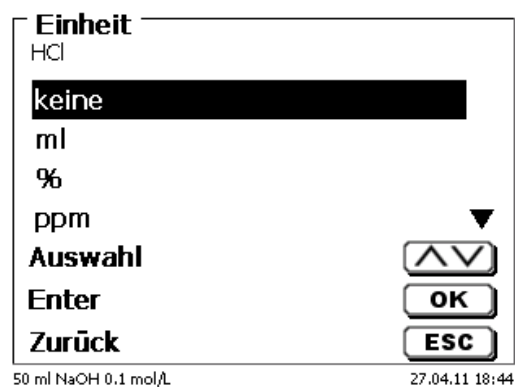 Einheit
HCl
keine
ml
%
ppm
Auswahl
Enter OK
Zurück ESC
50 ml NaOH 0.1 mol/L 27.04.11 18:44